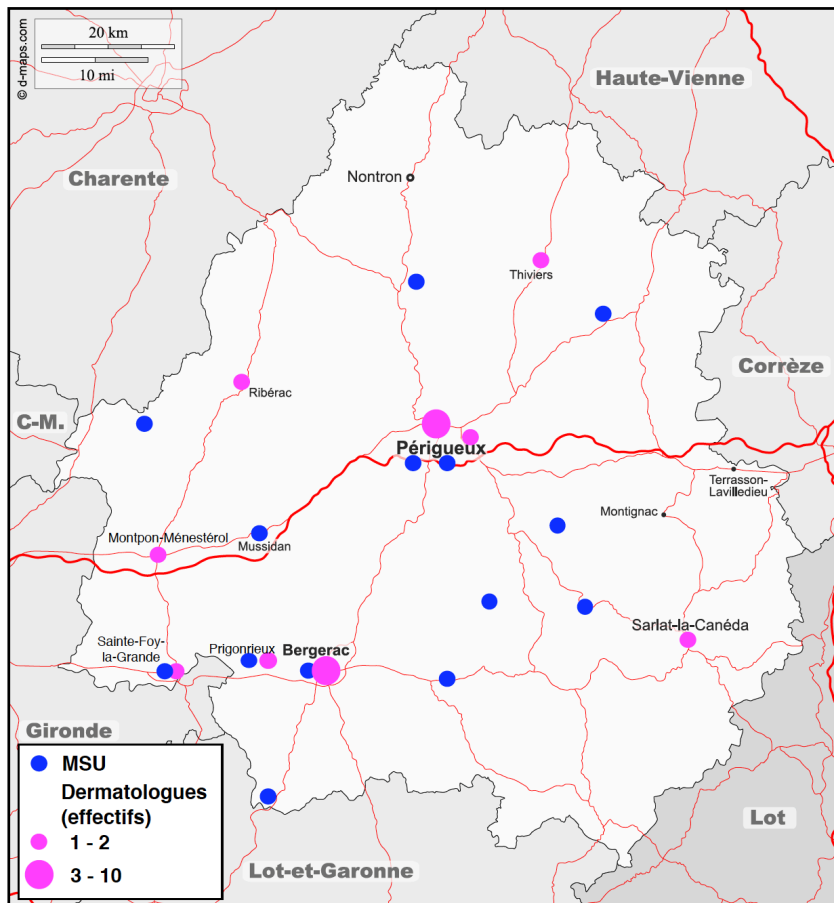 20 km
10 mi
© d-maps.com
Haute-Vienne
Charente
Nontron
Thiviers
Corrèze
Ribérac
C-M.
Périgueux
Terrasson-
Lavilledieu
Montignac
Montpon-Ménestérol
Mussidan
Sarlat-la-Canéda
Sainte-Foy-
la-Grande
Prigonrieux
Bergerac
Gironde
MSU
Dermatologues
(effectifs)
1 - 2
3 - 10
Lot
Lot-et-Garonne